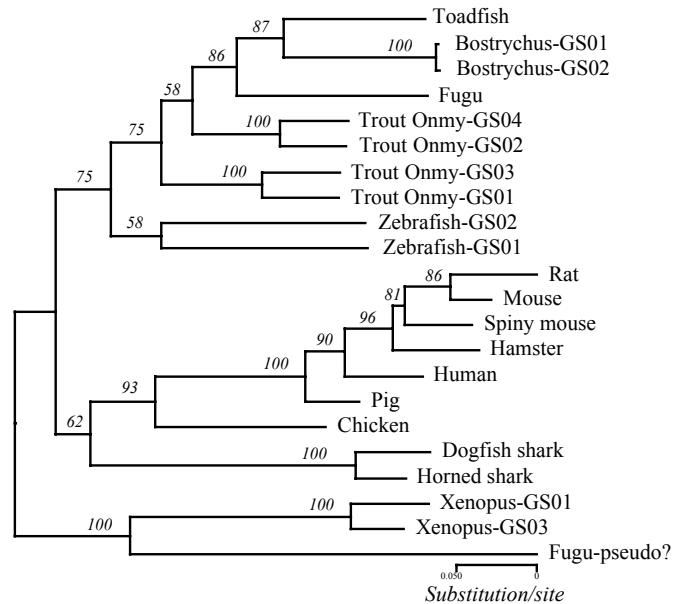 Toadfish
87
100
Bostrychus-GS01
Bostrychus-GS02
86
Fugu
58
100
Trout Onmy-GS04
Trout Onmy-GS02
75
100
Trout Onmy-GS03
Trout Onmy-GS01
75
58
Zebrafish-GS02
Zebrafish-GS01
86
Rat
Mouse
81
Spiny mouse
96
Hamster
90
Human
100
Pig
93
Chicken
62
100
Dogfish shark
Horned shark
100
Xenopus-GS01
Xenopus-GS03
100
Fugu-pseudo?
0.050 0
Substitution/site